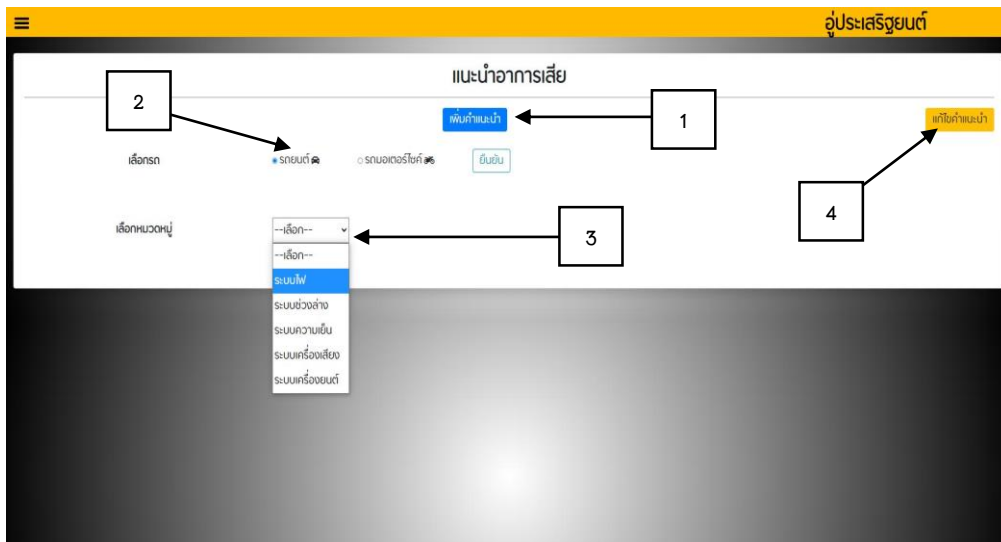 อู่ประเสริฐยนต์
แนะนำอาการเสีย
2
เพิ่มคำแนะนำ
1
แก้ไขคำแนะนำ
เลือกรถ รถยนต์ รถมอเตอร์ไซค์ ยืนยัน
4
เลือกหมวดหมู่ --เลือก--
3
--เลือก--
ระบบไฟ
ระบบช่วงล่าง
ระบบความเย็น
ระบบเครื่องเสียง
ระบบเครื่องยนต์